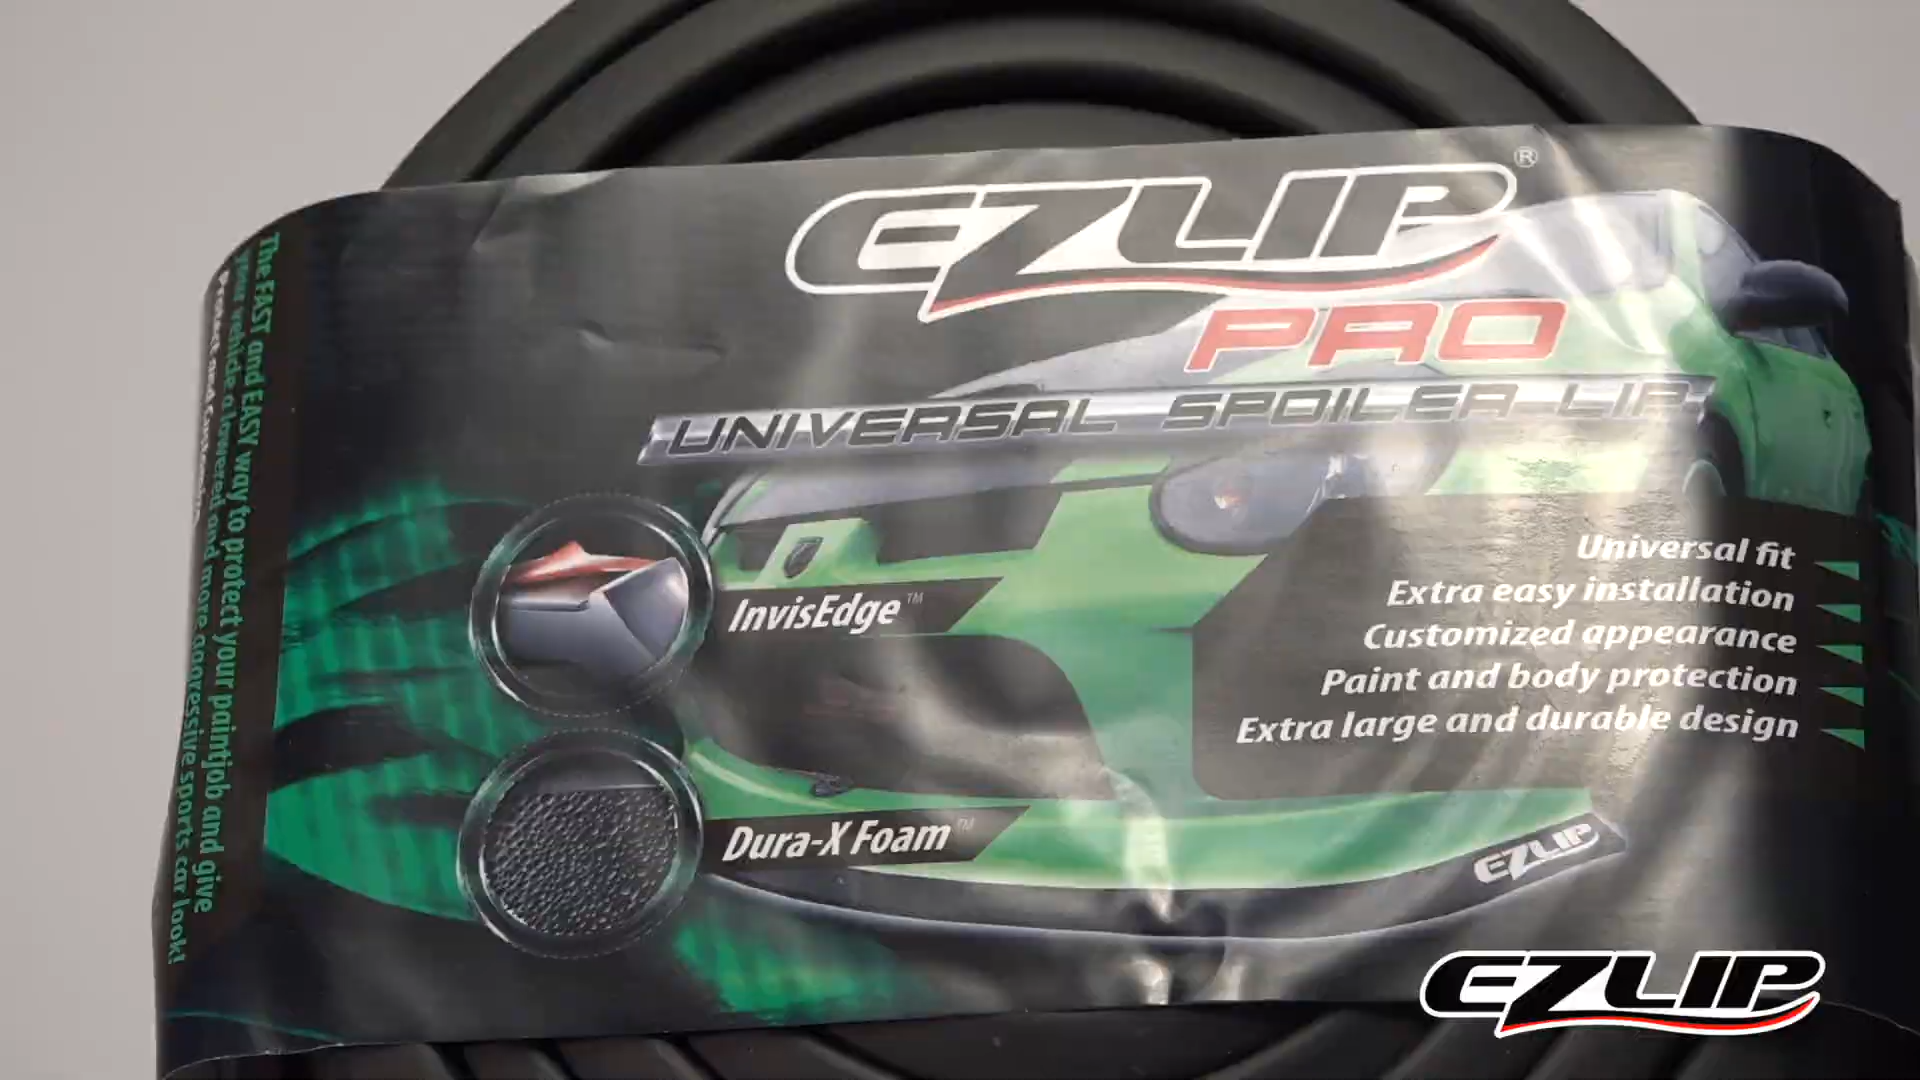 EZLIP®
PRO
UNIVERSAL SPOILER LIP
The FAST and EASY way to protect your paintjob and give
your vehicle a lowered and more aggressive sports car look!
InvisEdge™
Dura-X Foam™
Universal fit
Extra easy installation
Customized appearance
Paint and body protection
Extra large and durable design
EZLIP
EZLIP